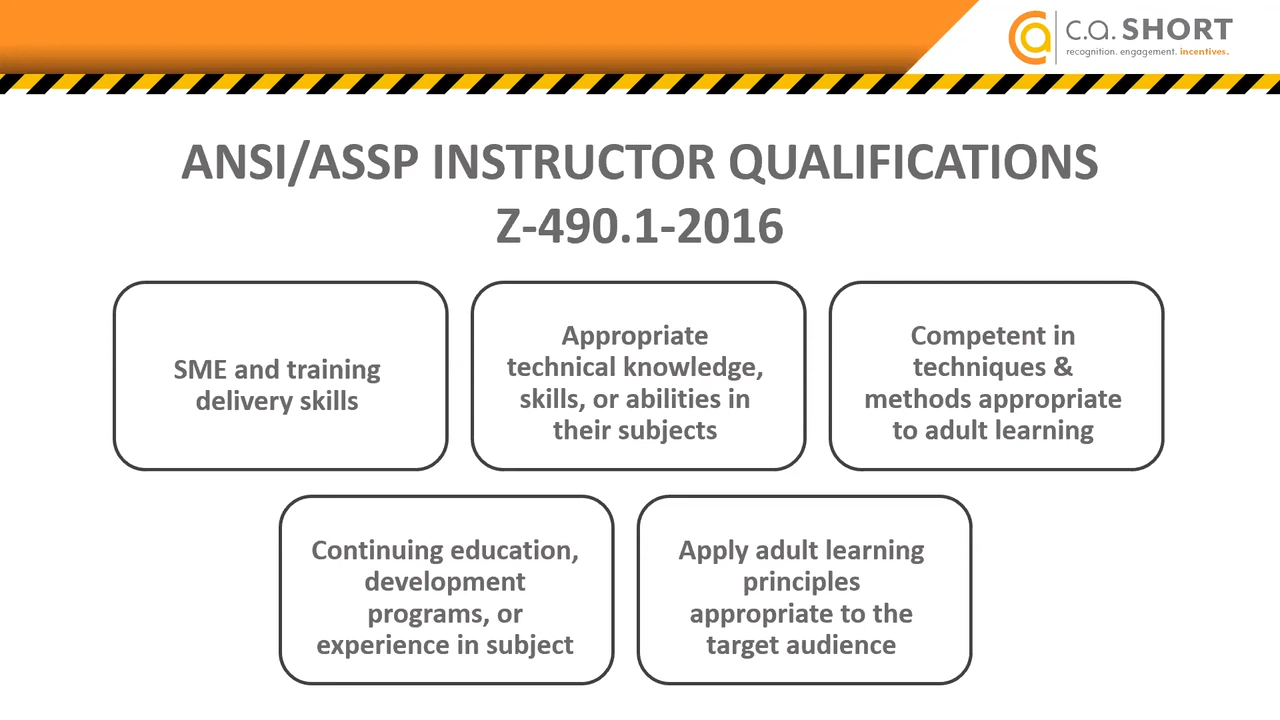 c.a. SHORT
recognition. engagement. incentives.
ANSI/ASSP INSTRUCTOR QUALIFICATIONS
Z-490.1-2016
SME and training
delivery skills
Appropriate
technical knowledge,
skills, or abilities in
their subjects
Competent in
techniques &
methods appropriate
to adult learning
Continuing education,
development
programs, or
experience in subject
Apply adult learning
principles
appropriate to the
target audience